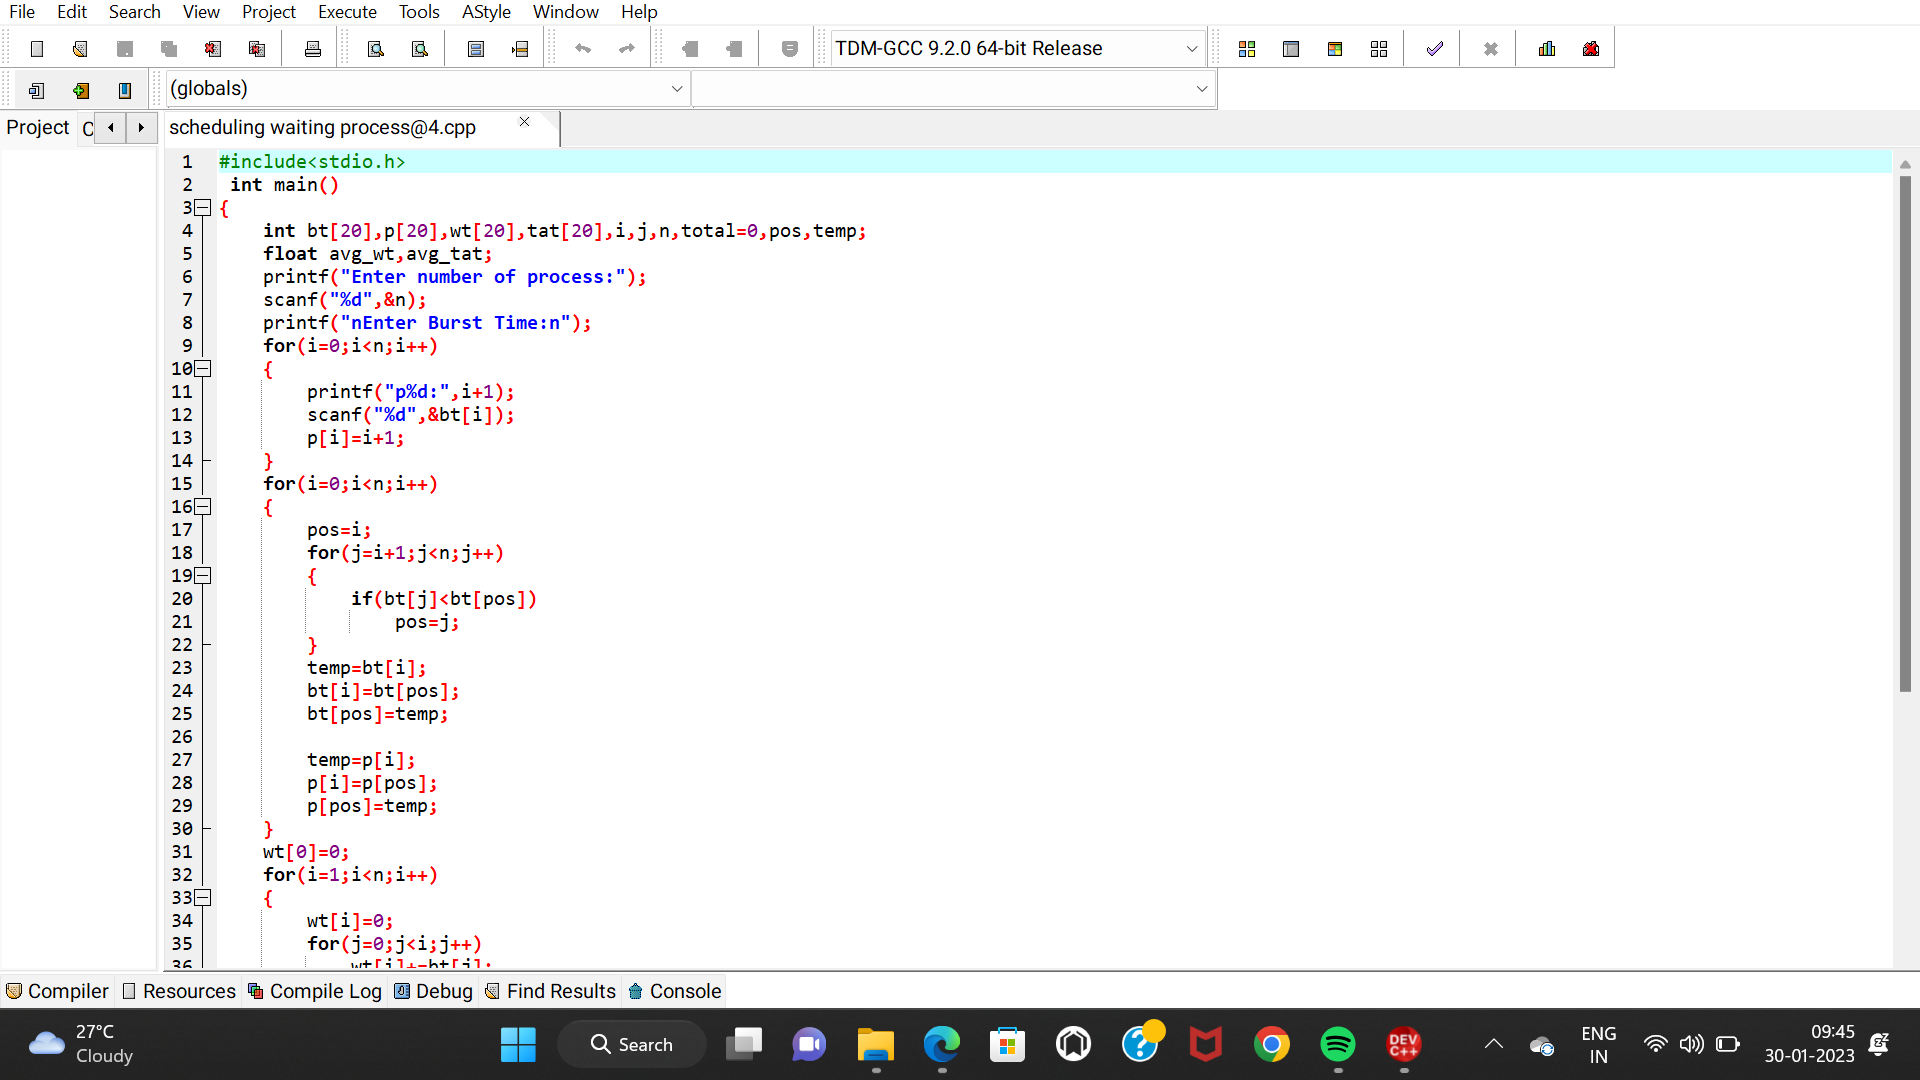 File Edit Search View Project Execute Tools AStyle Window Help
TDM-GCC 9.2.0 64-bit Release
(globals)
Project C
scheduling waiting process@4.cpp
1 #include<stdio.h>
2 int main()
3 {
4 int bt[20],p[20],wt[20],tat[20],i,j,n,total=0,pos,temp;
5 float avg_wt,avg_tat;
6 printf("Enter number of process:");
7 scanf("%d",&n);
8 printf("nEnter Burst Time:n");
9 for(i=0;i<n;i++)
10 {
11 printf("p%d:",i+1);
12 scanf("%d",&bt[i]);
13 p[i]=i+1;
14 }
15 for(i=0;i<n;i++)
16 {
17 pos=i;
18 for(j=i+1;j<n;j++)
19 {
20 if(bt[j]<bt[pos])
21 pos=j;
22 }
23 temp=bt[i];
24 bt[i]=bt[pos];
25 bt[pos]=temp;
26
27 temp=p[i];
28 p[i]=p[pos];
29 p[pos]=temp;
30 }
31 wt[0]=0;
32 for(i=1;i<n;i++)
33 {
34 wt[i]=0;
35 for(j=0;j<i;j++)
36 wt[i]+=bt[j];
Compiler Resources Compile Log Debug Find Results Console
27°C
Cloudy
Search
DEV
C++
ENG
IN
09:45
30-01-2023